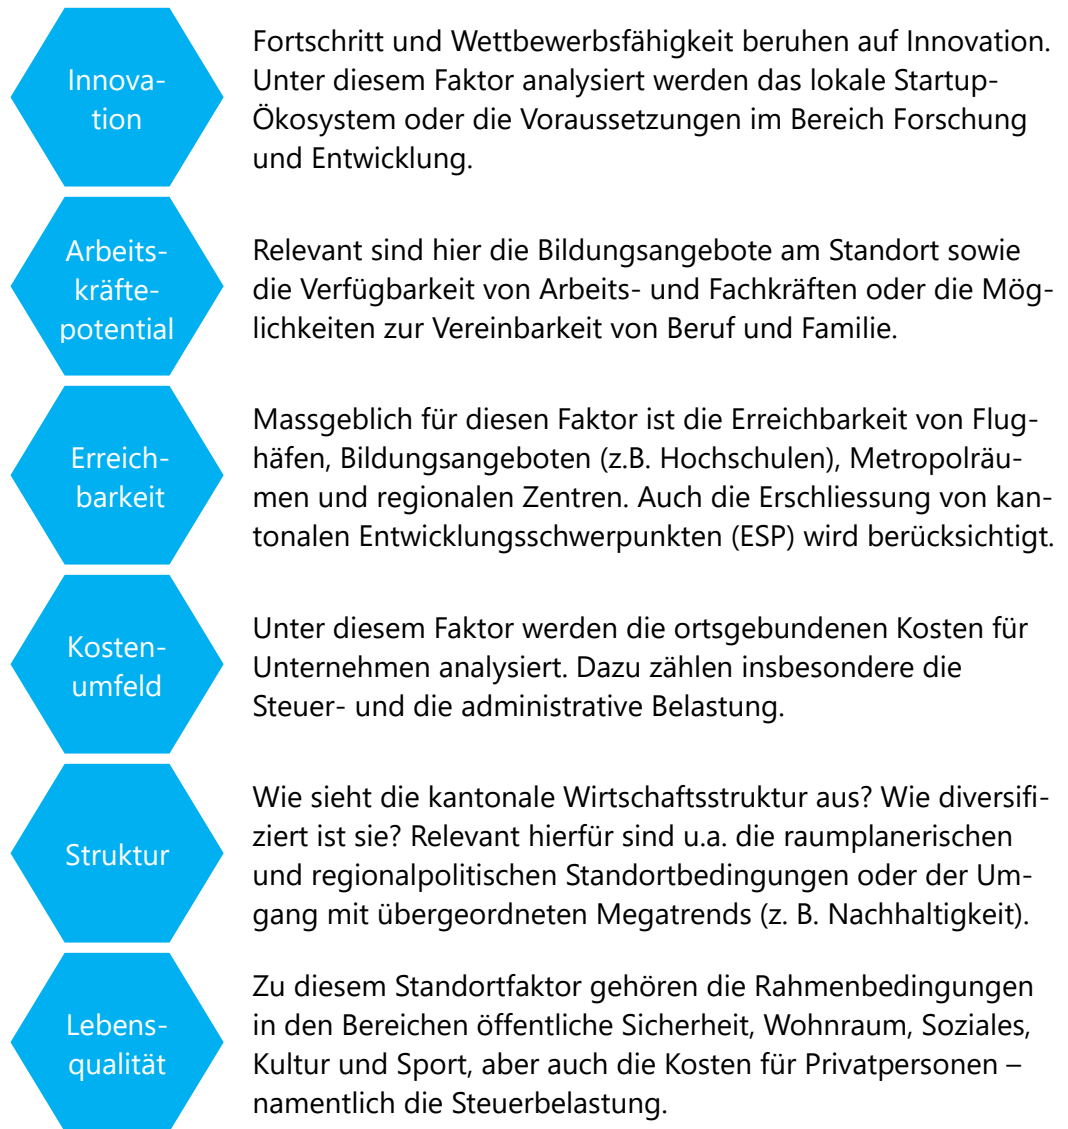 Innova-
tion
Fortschritt und Wettbewerbsfähigkeit beruhen auf Innovation.
Unter diesem Faktor analysiert werden das lokale Startup-
Ökosystem oder die Voraussetzungen im Bereich Forschung
und Entwicklung.
Arbeits-
kräfte-
potential
Relevant sind hier die Bildungsangebote am Standort sowie
die Verfügbarkeit von Arbeits- und Fachkräften oder die Mög-
lichkeiten zur Vereinbarkeit von Beruf und Familie.
Erreich-
barkeit
Massgeblich für diesen Faktor ist die Erreichbarkeit von Flug-
häfen, Bildungsangeboten (z.B. Hochschulen), Metropolräu-
men und regionalen Zentren. Auch die Erschliessung von kan-
tonalen Entwicklungsschwerpunkten (ESP) wird berücksichtigt.
Kosten-
umfeld
Unter diesem Faktor werden die ortsgebundenen Kosten für
Unternehmen analysiert. Dazu zählen insbesondere die
Steuer- und die administrative Belastung.
Struktur
Wie sieht die kantonale Wirtschaftsstruktur aus? Wie diversifi-
ziert ist sie? Relevant hierfür sind u.a. die raumplanerischen
und regionalpolitischen Standortbedingungen oder der Um-
gang mit übergeordneten Megatrends (z. B. Nachhaltigkeit).
Lebens-
qualität
Zu diesem Standortfaktor gehören die Rahmenbedingungen
in den Bereichen öffentliche Sicherheit, Wohnraum, Soziales,
Kultur und Sport, aber auch die Kosten für Privatpersonen –
namentlich die Steuerbelastung.